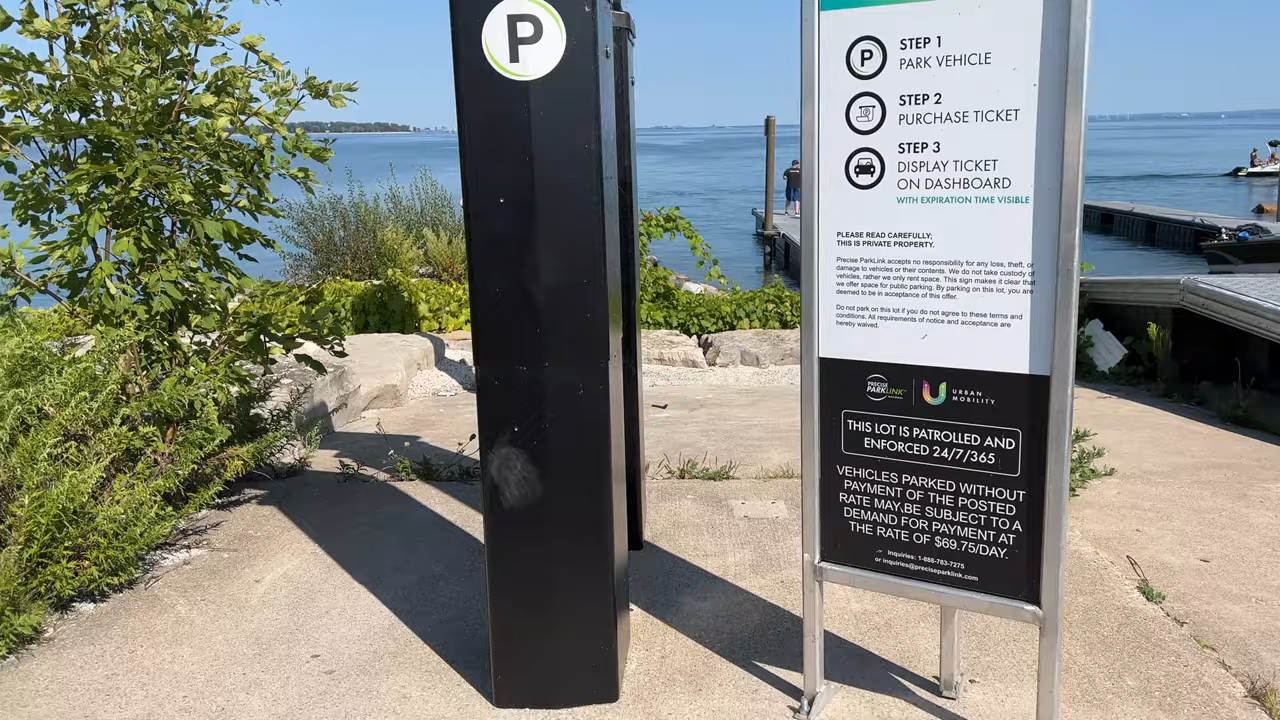 P
P
STEP 1
PARK VEHICLE
STEP 2
PURCHASE TICKET
STEP 3
DISPLAY TICKET
ON DASHBOARD
WITH EXPIRATION TIME VISIBLE
PLEASE READ CAREFULLY;
THIS IS PRIVATE PROPERTY.
Precise ParkLink accepts no responsibility for any loss, theft, or
damage to vehicles or their contents. We do not take custody of
vehicles, rather we only rent space. This sign makes it clear that
we offer space for public parking. By parking on this lot, you are
deemed to be in acceptance of this offer.
Do not park on this lot if you do not agree to these terms and
conditions. All requirements of notice and acceptance are
hereby waived.
PRECISE
PARKLINK
URBAN
MOBILITY
THIS LOT IS PATROLLED AND
ENFORCED 24/7/365
VEHICLES PARKED WITHOUT
PAYMENT OF THE POSTED
RATE MAY BE SUBJECT TO A
DEMAND FOR PAYMENT AT
THE RATE OF $69.75/DAY.
Inquiries: 1-888-783-7275
or inquiries@preciseparklink.com